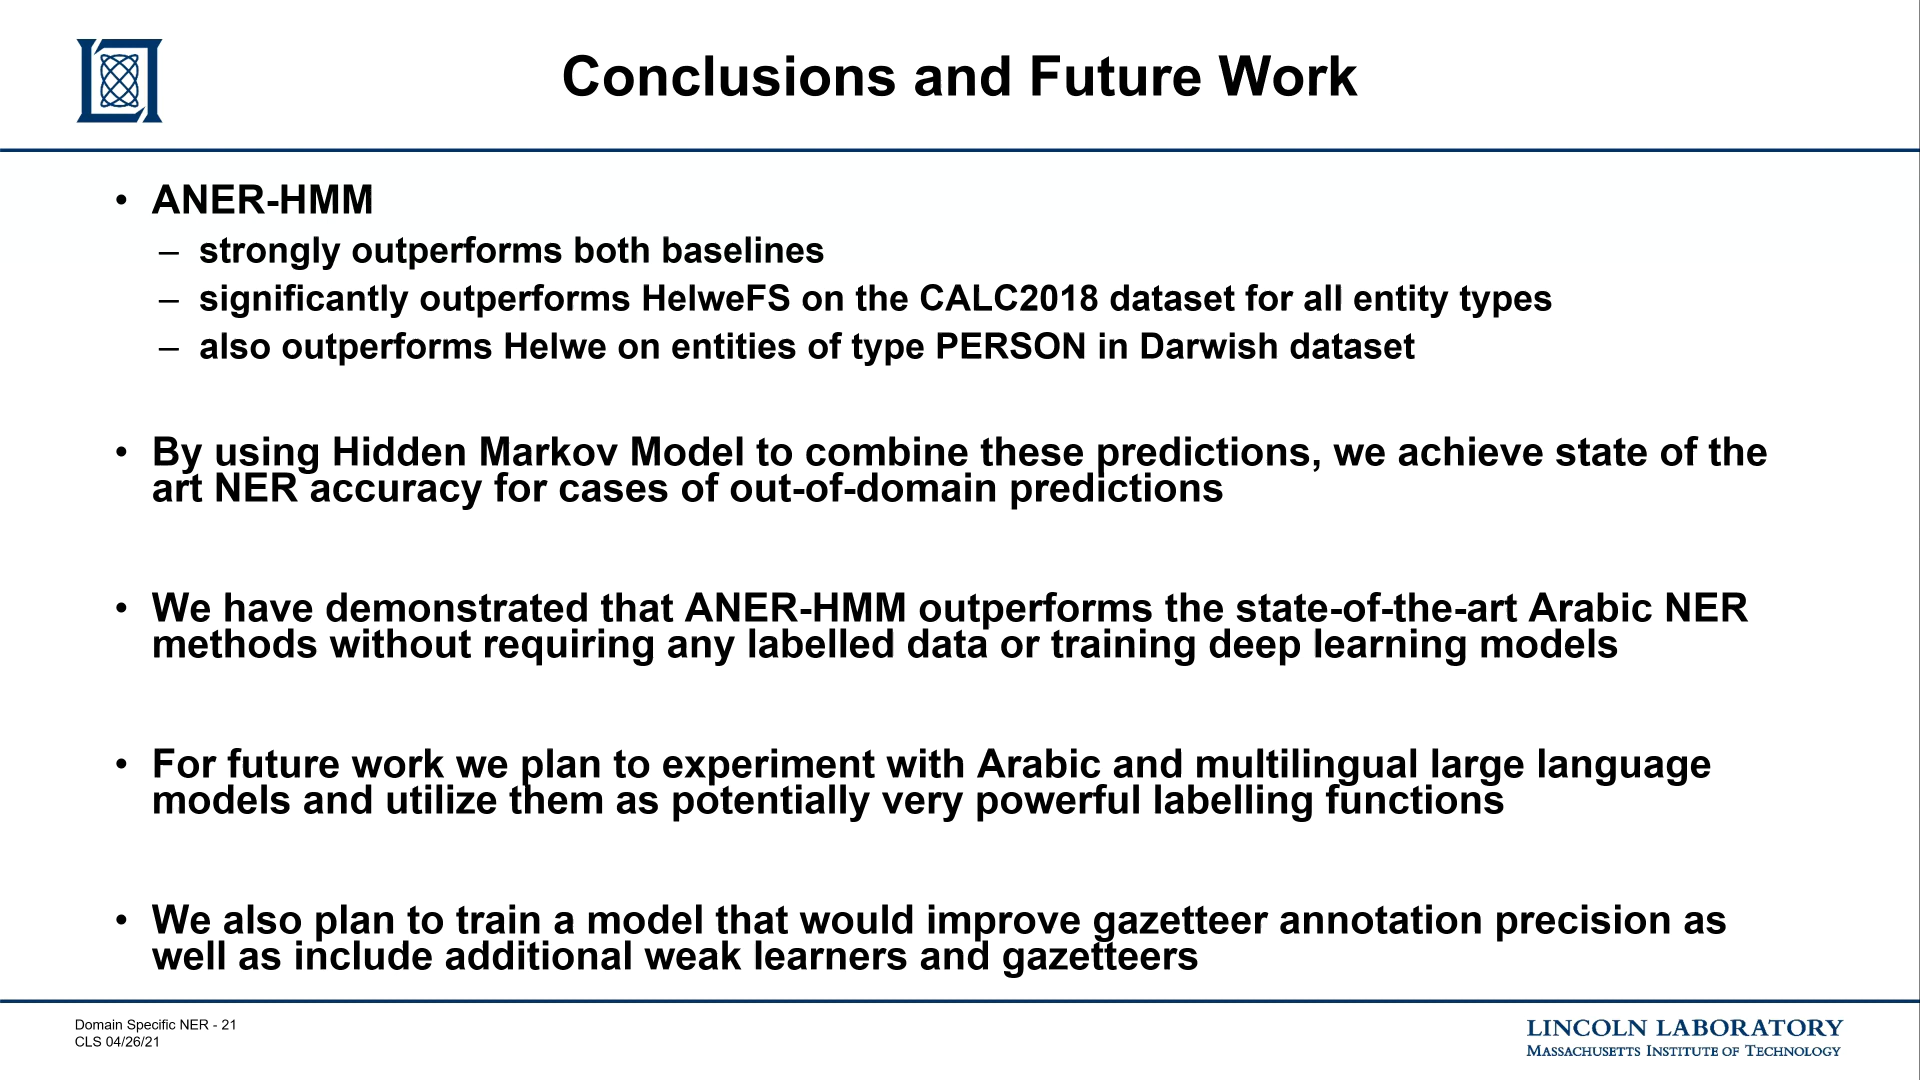 Conclusions and Future Work
• ANER-HMM
– strongly outperforms both baselines
– significantly outperforms HelweFS on the CALC2018 dataset for all entity types
– also outperforms Helwe on entities of type PERSON in Darwish dataset
• By using Hidden Markov Model to combine these predictions, we achieve state of the
art NER accuracy for cases of out-of-domain predictions
• We have demonstrated that ANER-HMM outperforms the state-of-the-art Arabic NER
methods without requiring any labelled data or training deep learning models
• For future work we plan to experiment with Arabic and multilingual large language
models and utilize them as potentially very powerful labelling functions
• We also plan to train a model that would improve gazetteer annotation precision as
well as include additional weak learners and gazetteers
Domain Specific NER - 21
CLS 04/26/21
LINCOLN LABORATORY
MASSACHUSETTS INSTITUTE OF TECHNOLOGY